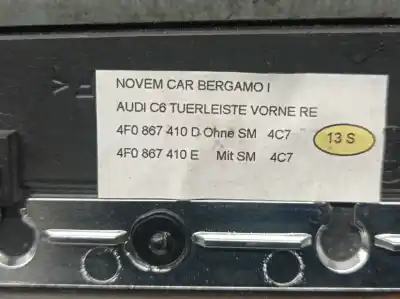 NOVEM CAR BERGAMO I
AUDI C6 TUERLEISTE VORNE RE
4F0 867 410 D Ohne SM 4C7
13 S
4F0 867 410 E Mit SM 4C7